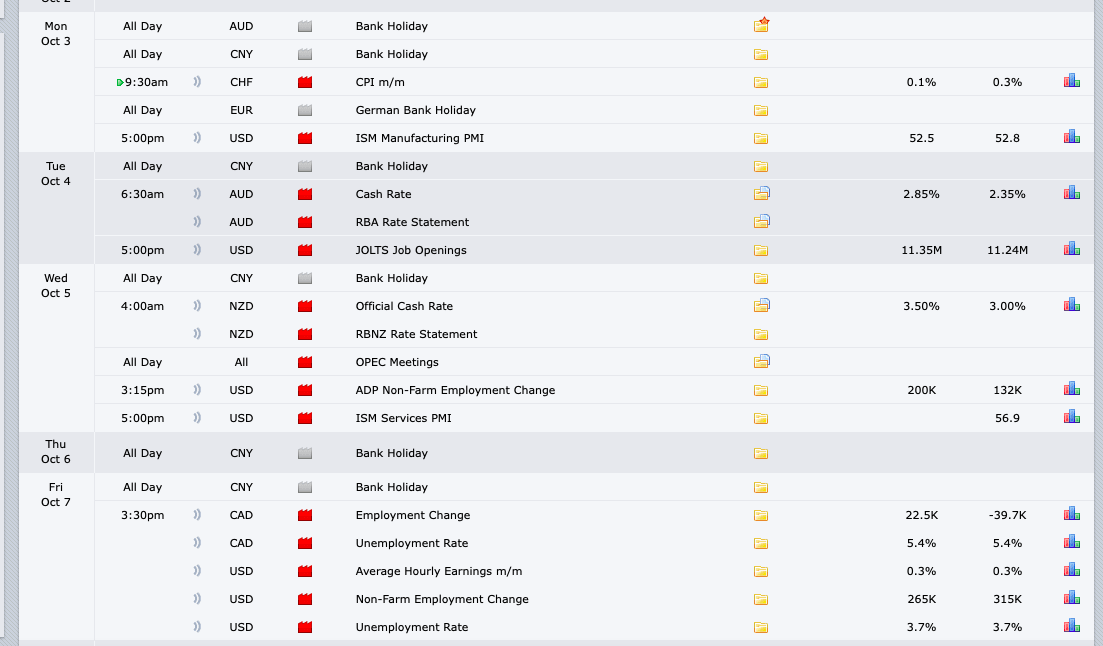 Oct 2
Mon
Oct 3
All Day AUD Bank Holiday
All Day CNY Bank Holiday
9:30am CHF CPI m/m 0.1% 0.3%
All Day EUR German Bank Holiday
5:00pm USD ISM Manufacturing PMI 52.5 52.8
Tue
Oct 4
All Day CNY Bank Holiday
6:30am AUD Cash Rate 2.85% 2.35%
AUD RBA Rate Statement
5:00pm USD JOLTS Job Openings 11.35M 11.24M
Wed
Oct 5
All Day CNY Bank Holiday
4:00am NZD Official Cash Rate 3.50% 3.00%
NZD RBNZ Rate Statement
All Day All OPEC Meetings
3:15pm USD ADP Non-Farm Employment Change 200K 132K
5:00pm USD ISM Services PMI 56.9
Thu
Oct 6
All Day CNY Bank Holiday
Fri
Oct 7
All Day CNY Bank Holiday
3:30pm CAD Employment Change 22.5K -39.7K
CAD Unemployment Rate 5.4% 5.4%
USD Average Hourly Earnings m/m 0.3% 0.3%
USD Non-Farm Employment Change 265K 315K
USD Unemployment Rate 3.7% 3.7%